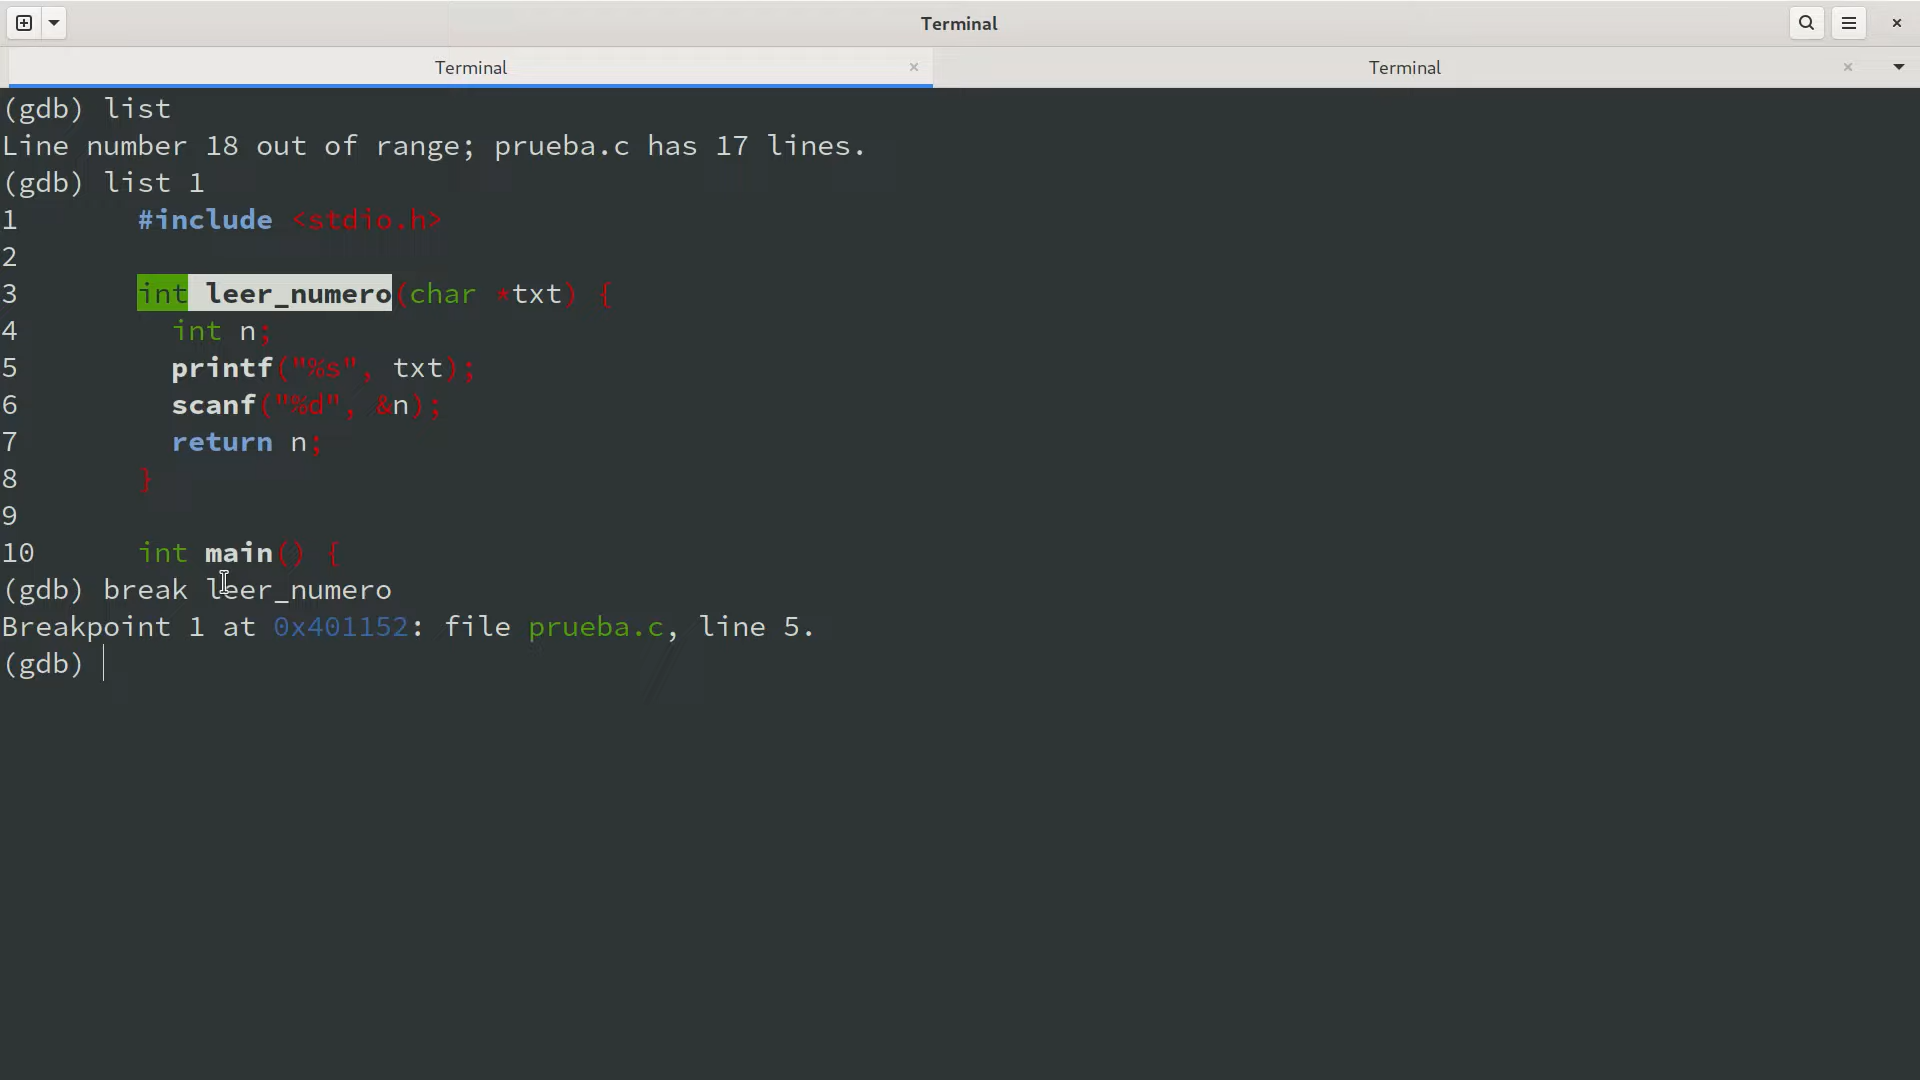 Terminal
Terminal
Terminal
(gdb) list
Line number 18 out of range; prueba.c has 17 lines.
(gdb) list 1
1 #include <stdio.h>
2
3 int leer_numero(char *txt) {
4 int n;
5 printf("%s", txt);
6 scanf("%d", &n);
7 return n;
8 }
9
10 int main() {
(gdb) break leer_numero
Breakpoint 1 at 0x401152: file prueba.c, line 5.
(gdb)